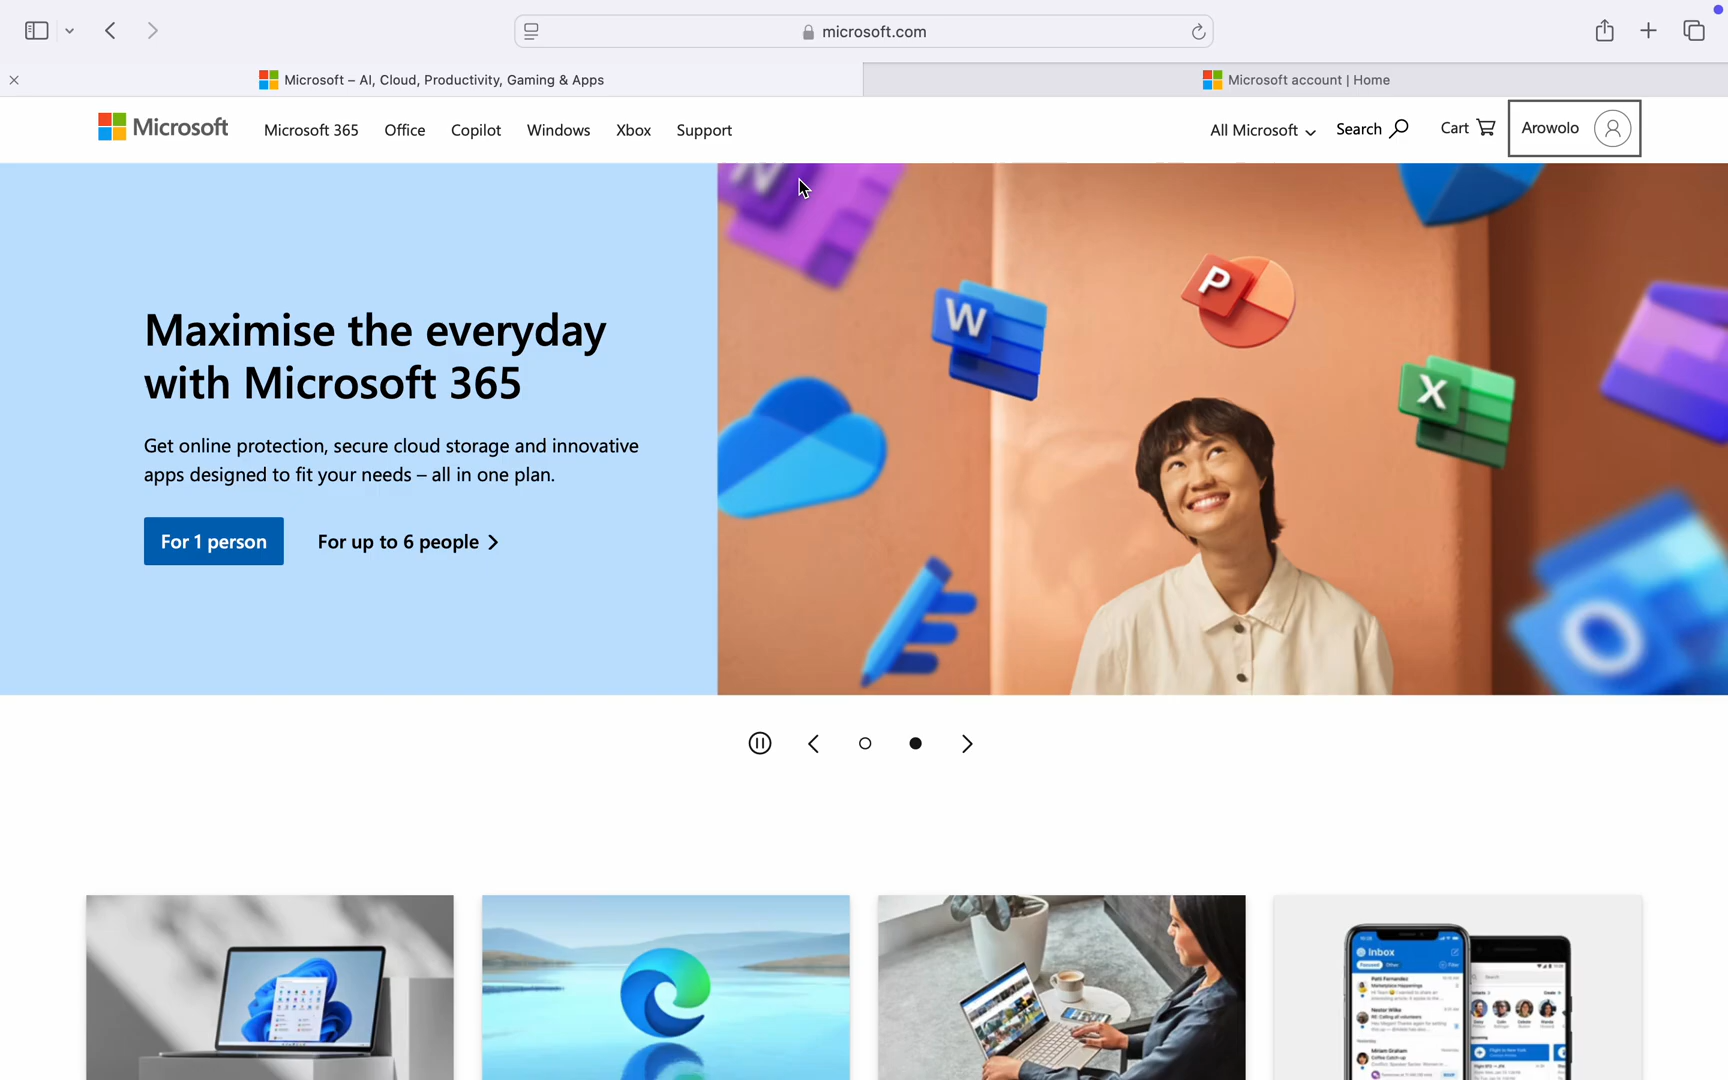 microsoft.com
Microsoft – AI, Cloud, Productivity, Gaming & Apps
Microsoft account | Home
Microsoft
Microsoft 365
Office
Copilot
Windows
Xbox
Support
All Microsoft
Search
Cart
Arowolo
Maximise the everyday
with Microsoft 365
Get online protection, secure cloud storage and innovative
apps designed to fit your needs – all in one plan.
For 1 person
For up to 6 people
N
W
P
X
Inbox